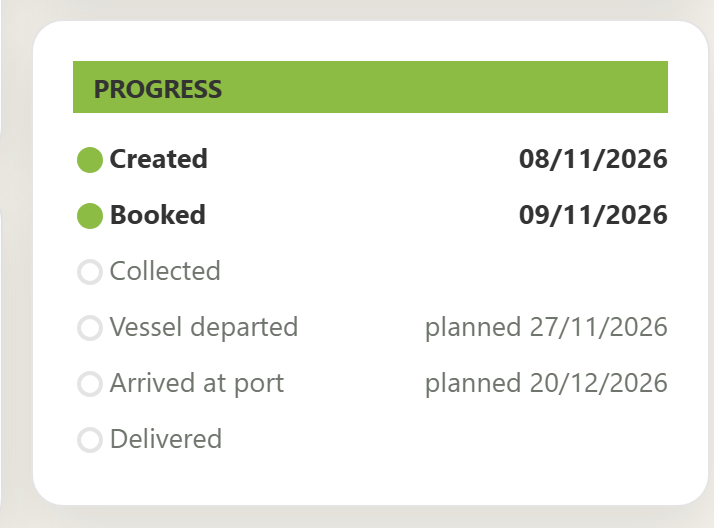 PROGRESS
Created 08/11/2026
Booked 09/11/2026
Collected
Vessel departed planned 27/11/2026
Arrived at port planned 20/12/2026
Delivered